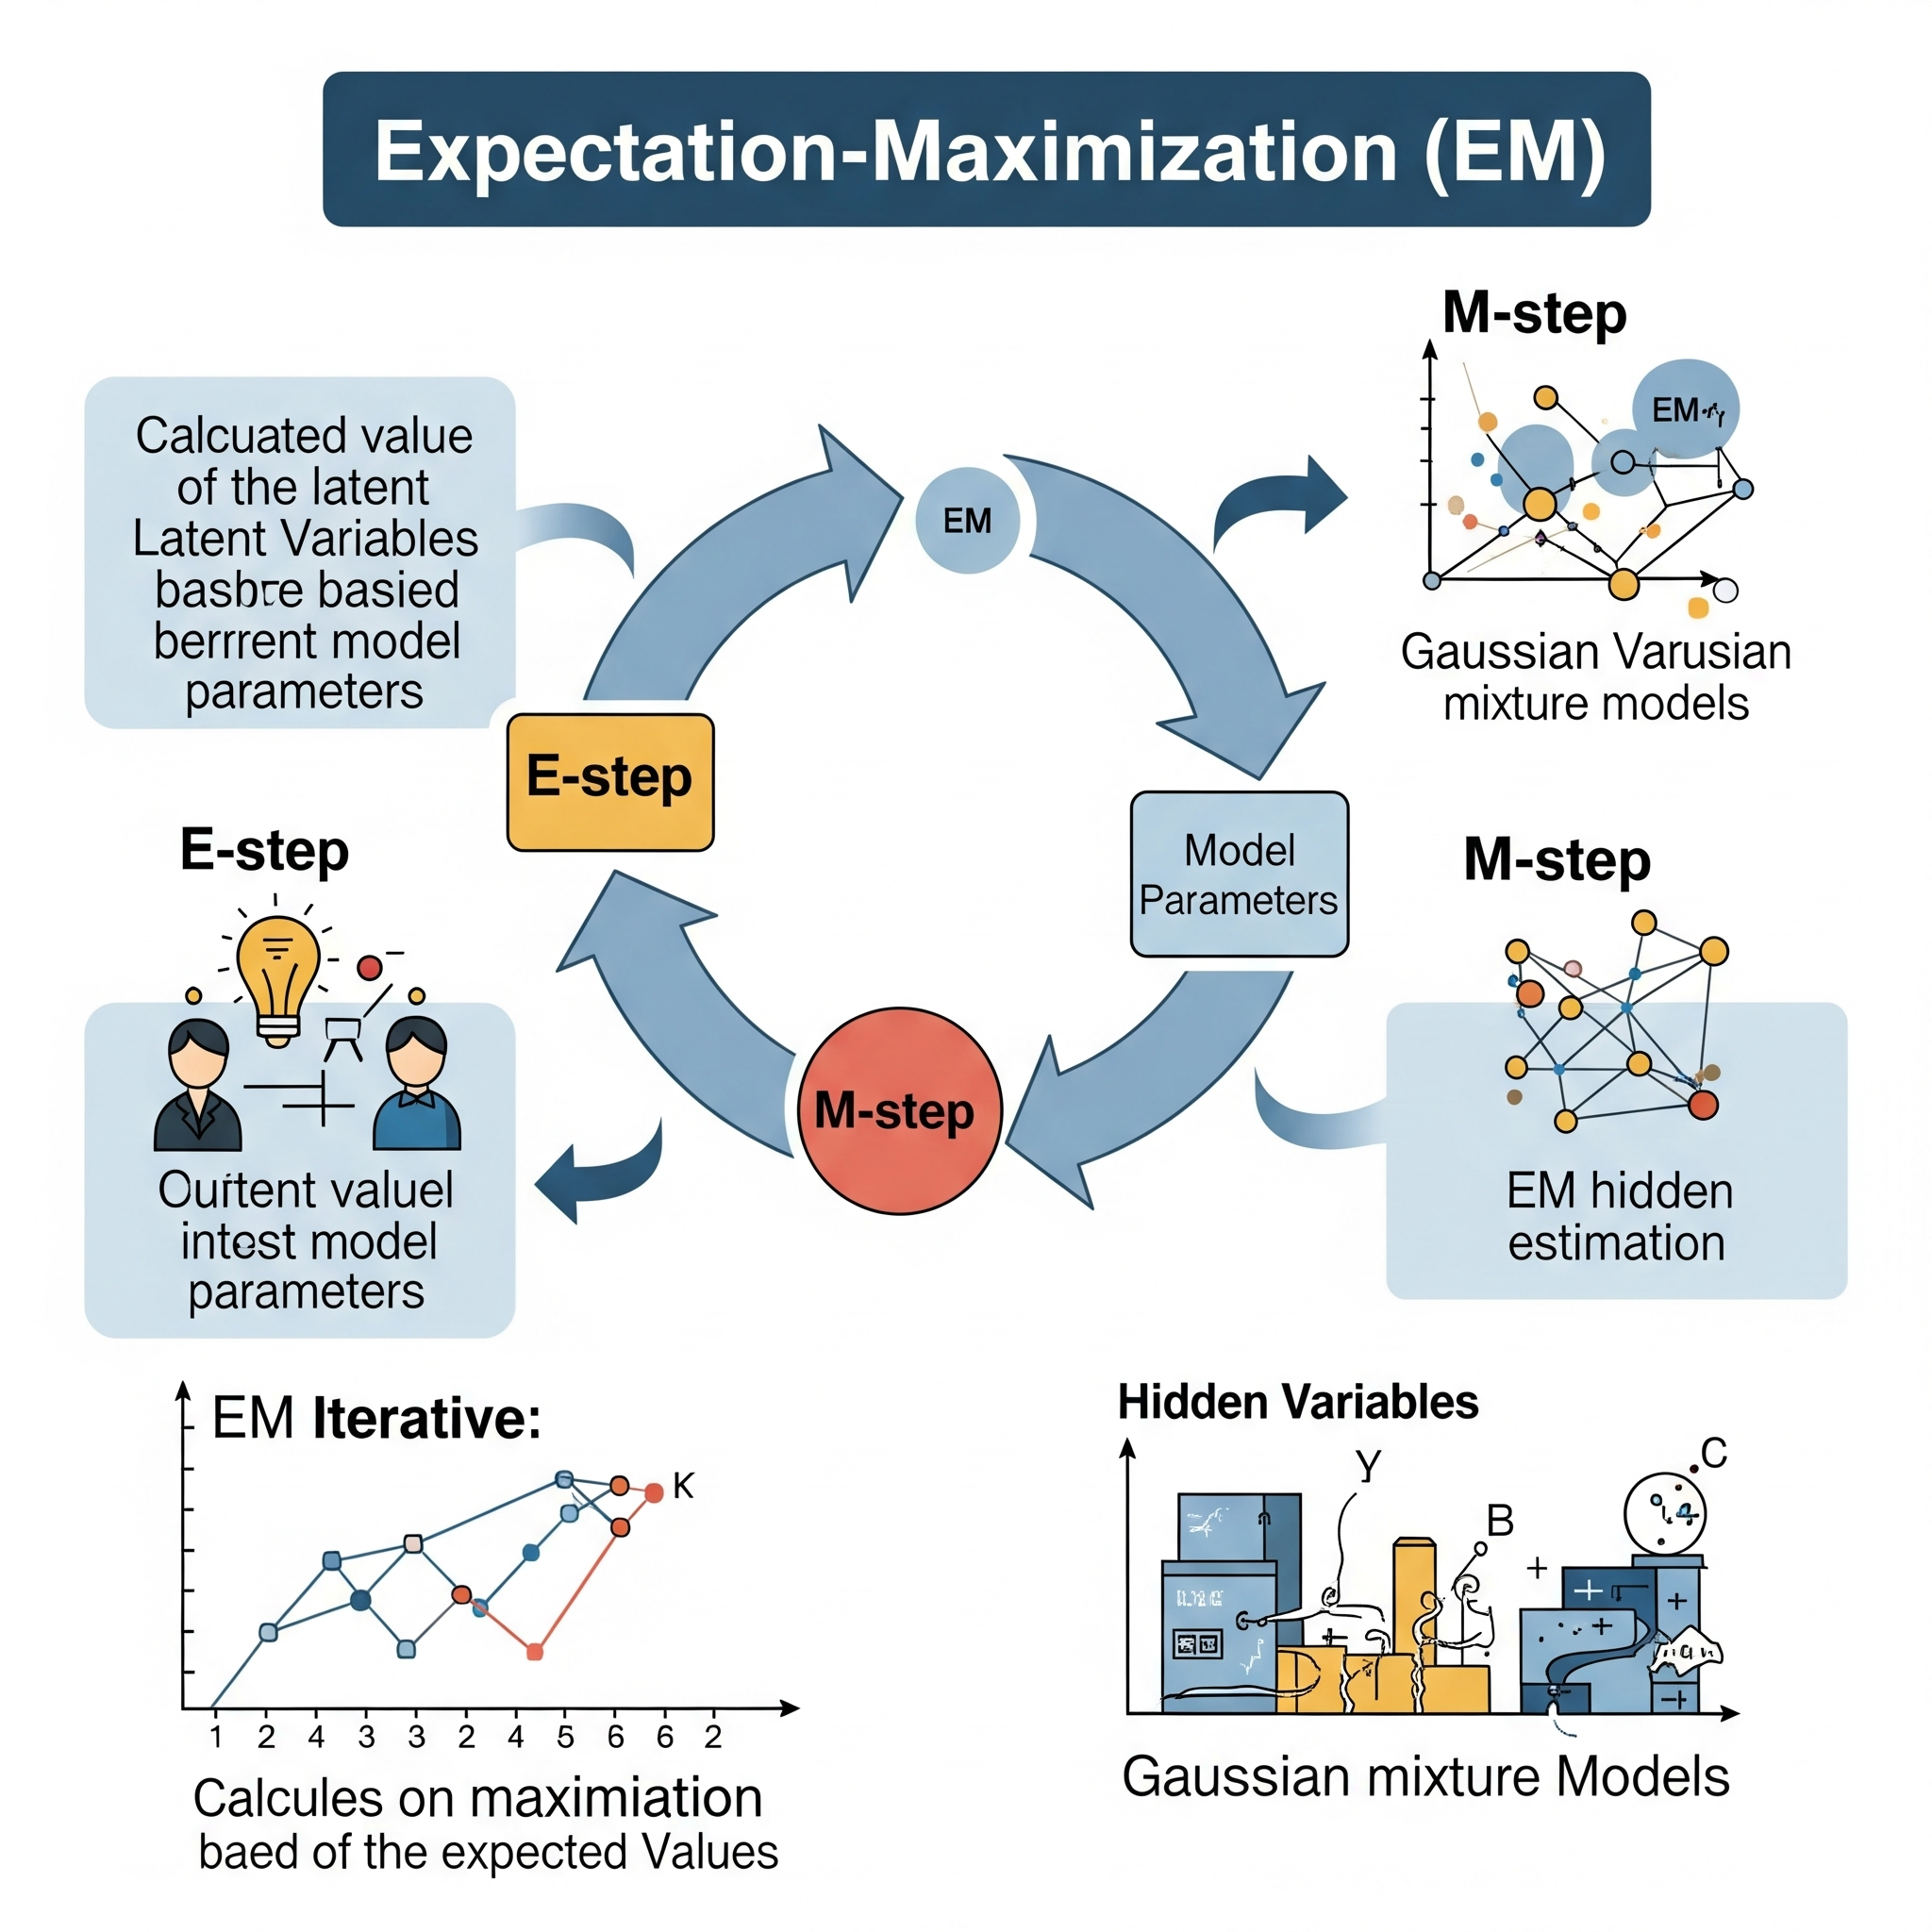 Expectation-Maximization (EM)
M-step
EM
Calcuated value
of the latent
Latent Variables
basbre basied
berrrent model
parameters
EM
Gaussian Varusian
mixture models
E-step
Model
Parameters
E-step
M-step
M-step
Ourtent valuel
intest model
parameters
EM hidden
estimation
EM Iterative:
K
1 2 4 3 3 2 4 5 6 6 2
Calcules on maximiation
baed of the expected Values
Hidden Variables
Y
C
B
Gaussian mixture Models